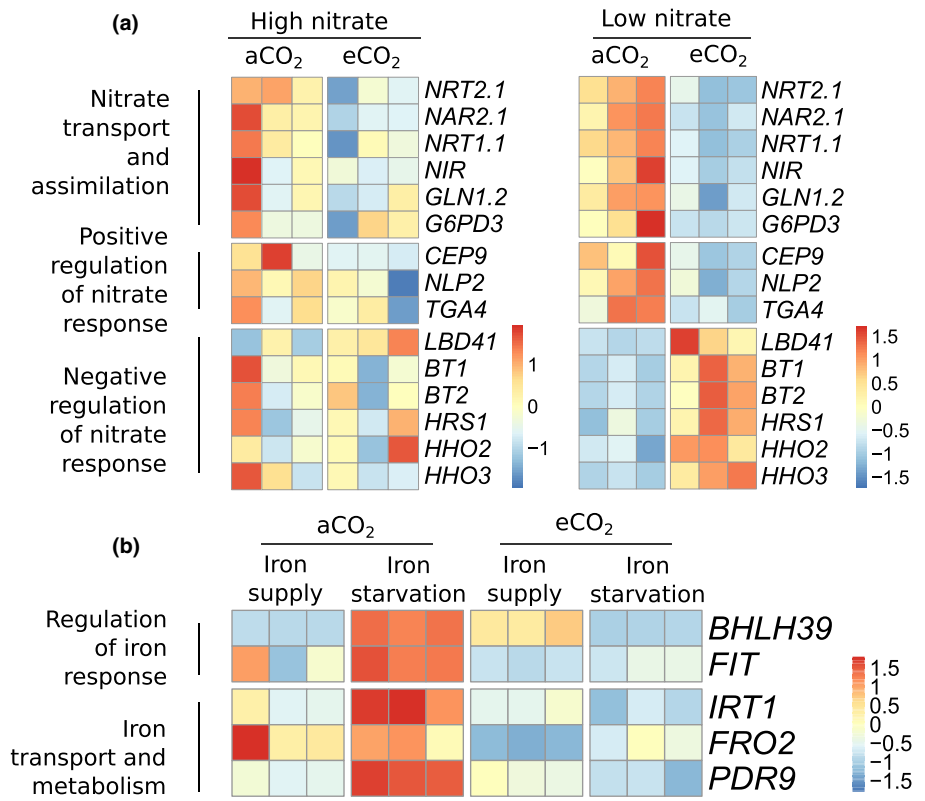 (a)
High nitrate
Low nitrate
aCO₂ eCO₂
aCO₂ eCO₂
Nitrate
transport
and
assimilation
NRT2.1
NAR2.1
NRT1.1
NIR
GLN1.2
G6PD3
NRT2.1
NAR2.1
NRT1.1
NIR
GLN1.2
G6PD3
Positive
regulation
of nitrate
response
CEP9
NLP2
TGA4
CEP9
NLP2
TGA4
Negative
regulation
of nitrate
response
LBD41
BT1
BT2
HRS1
HHO2
HHO3
1
0
−1
LBD41
BT1
BT2
HRS1
HHO2
HHO3
1.5
1
0.5
0
−0.5
−1
−1.5
(b)
aCO₂
eCO₂
Iron
supply
Iron
starvation
Iron
supply
Iron
starvation
Regulation
of iron
response
BHLH39
FIT
Iron
transport and
metabolism
IRT1
FRO2
PDR9
1.5
1
0.5
0
−0.5
−1
−1.5